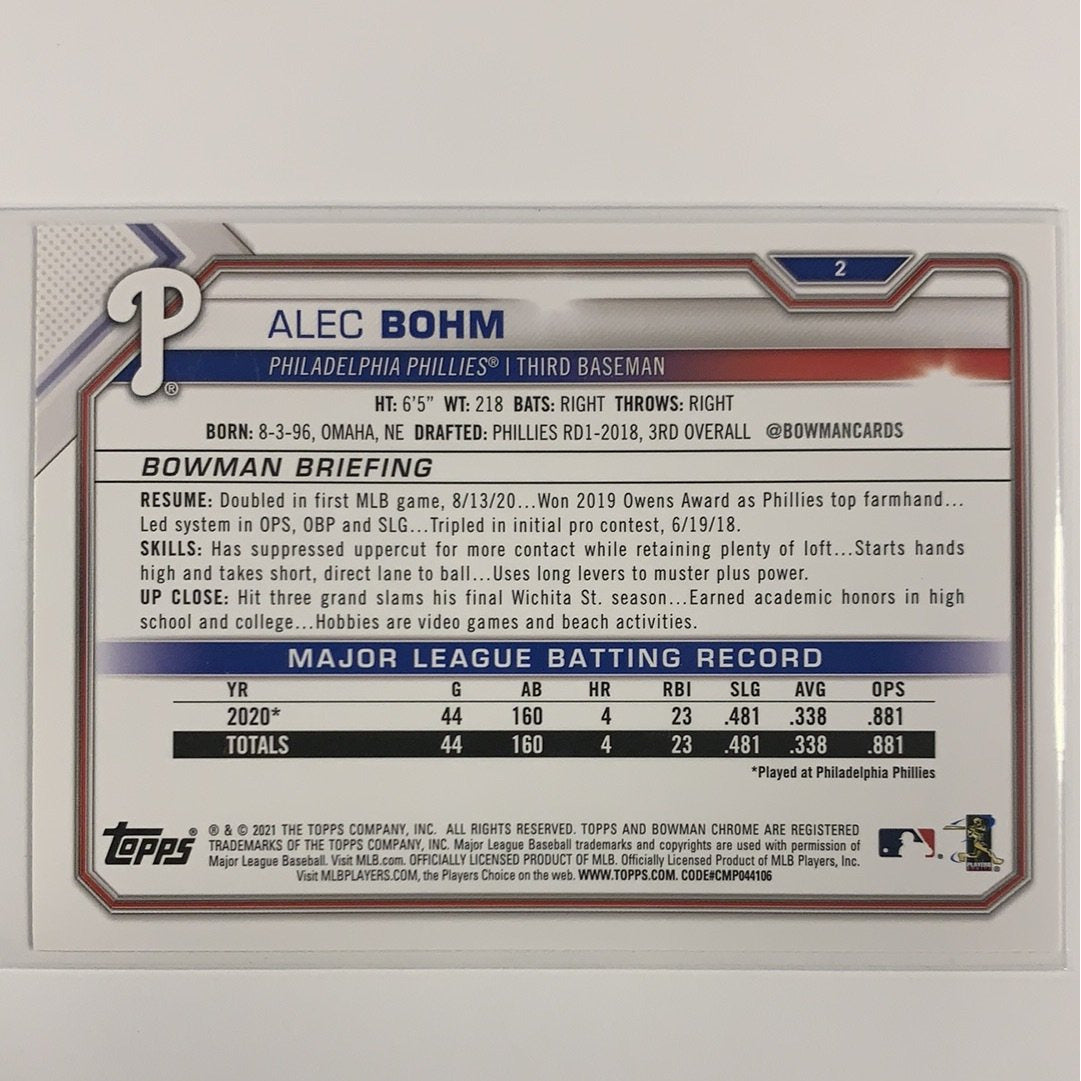 2
P
®
ALEC BOHM
PHILADELPHIA PHILLIES® | THIRD BASEMAN
HT: 6'5" WT: 218 BATS: RIGHT THROWS: RIGHT
BORN: 8-3-96, OMAHA, NE DRAFTED: PHILLIES RD1-2018, 3RD OVERALL @BOWMANCARDS
BOWMAN BRIEFING
RESUME: Doubled in first MLB game, 8/13/20...Won 2019 Owens Award as Phillies top farmhand...
Led system in OPS, OBP and SLG...Tripled in initial pro contest, 6/19/18.
SKILLS: Has suppressed uppercut for more contact while retaining plenty of loft...Starts hands
high and takes short, direct lane to ball...Uses long levers to muster plus power.
UP CLOSE: Hit three grand slams his final Wichita St. season...Earned academic honors in high
school and college...Hobbies are video games and beach activities.
MAJOR LEAGUE BATTING RECORD
YR G AB HR RBI SLG AVG OPS
2020* 44 160 4 23 .481 .338 .881
TOTALS 44 160 4 23 .481 .338 .881
*Played at Philadelphia Phillies
Topps® ® & © 2021 THE TOPPS COMPANY, INC. ALL RIGHTS RESERVED. TOPPS AND BOWMAN CHROME ARE REGISTERED
TRADEMARKS OF THE TOPPS COMPANY, INC. Major League Baseball trademarks and copyrights are used with permission of
Major League Baseball. Visit MLB.com. OFFICIALLY LICENSED PRODUCT OF MLB. Officially Licensed Product of MLB Players, Inc.
Visit MLBPLAYERS.COM, the Players Choice on the web. WWW.TOPPS.COM. CODE#CMP044106